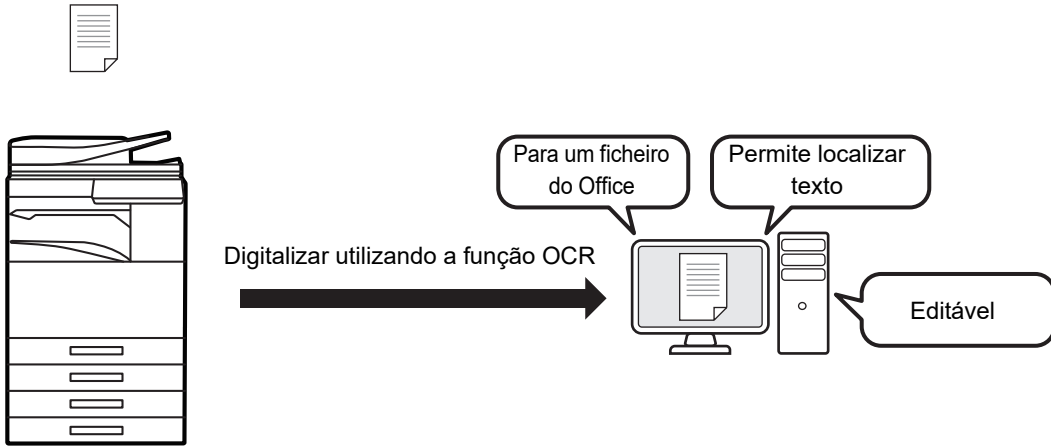 Para um ficheiro
do Office
Permite localizar
texto
Digitalizar utilizando a função OCR
Editável